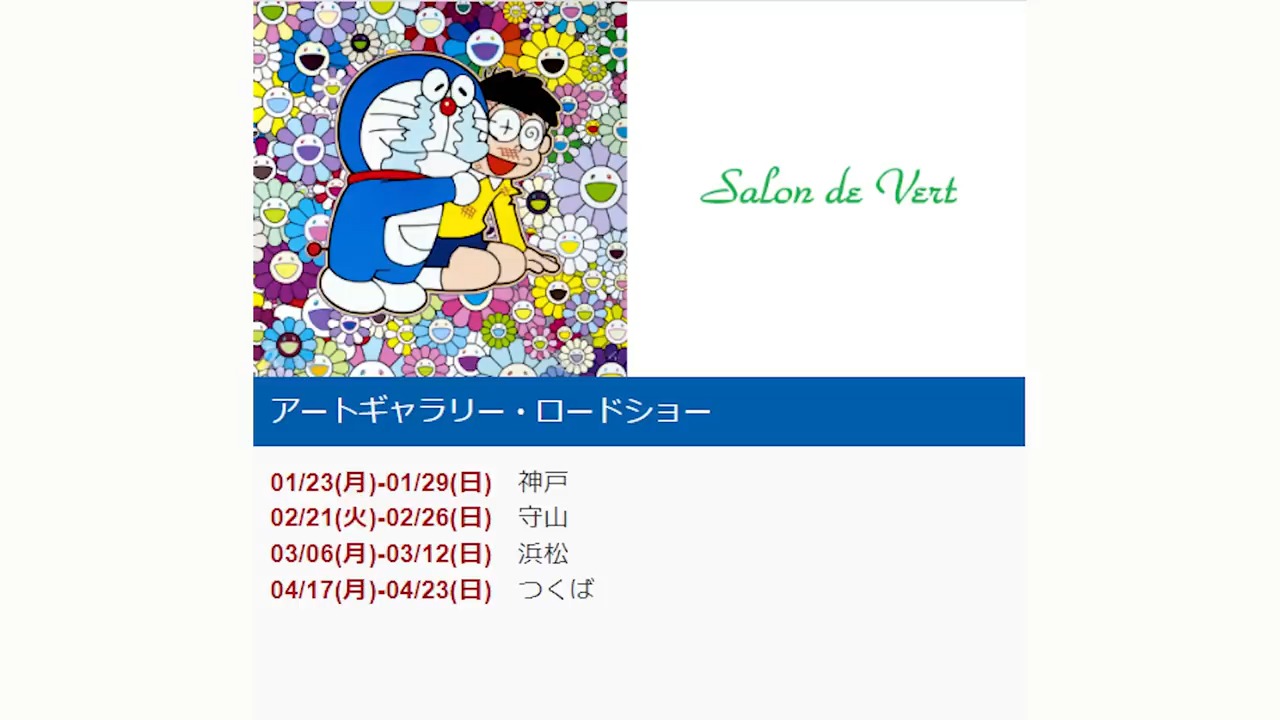 Salon de Vert
アートギャラリー・ロードショー
01/23(月)-01/29(日) 神戸
02/21(火)-02/26(日) 守山
03/06(月)-03/12(日) 浜松
04/17(月)-04/23(日) つくば